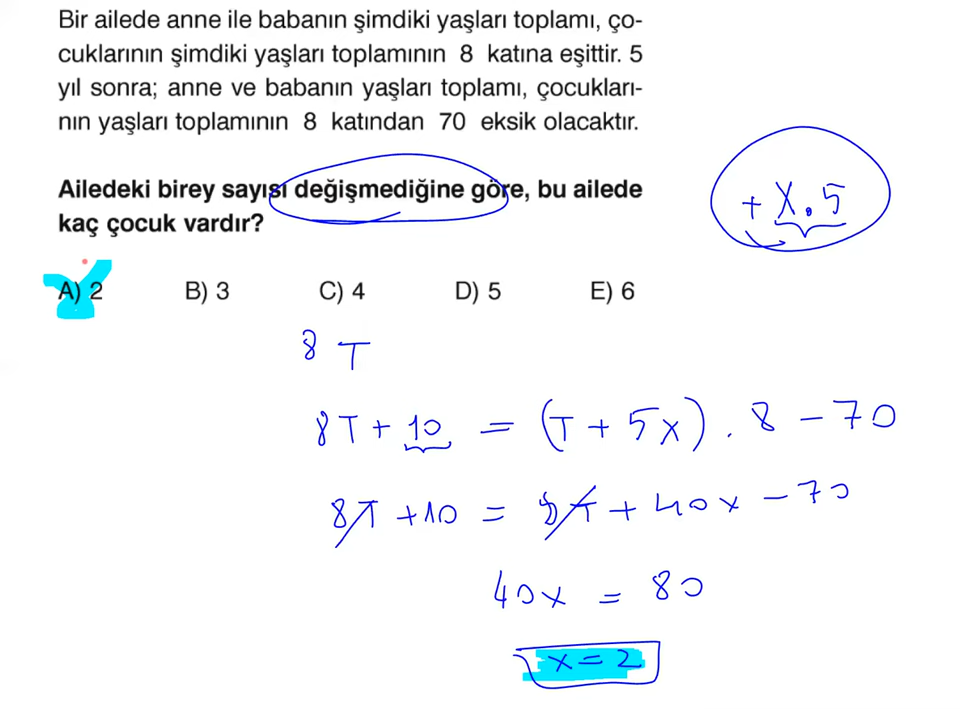 Bir ailede anne ile babanın şimdiki yaşları toplamı, ço-
cuklarının şimdiki yaşları toplamının 8 katına eşittir. 5
yıl sonra; anne ve babanın yaşları toplamı, çocukları-
nın yaşları toplamının 8 katından 70 eksik olacaktır.
+ X . 5
Ailedeki birey sayısı değişmediğine göre, bu ailede
kaç çocuk vardır?
A) 2 B) 3 C) 4 D) 5 E) 6
8 T
8T + 10 = (T + 5x) . 8 - 70
8T + 10 = 8T + 40x - 70
40x = 80
x = 2